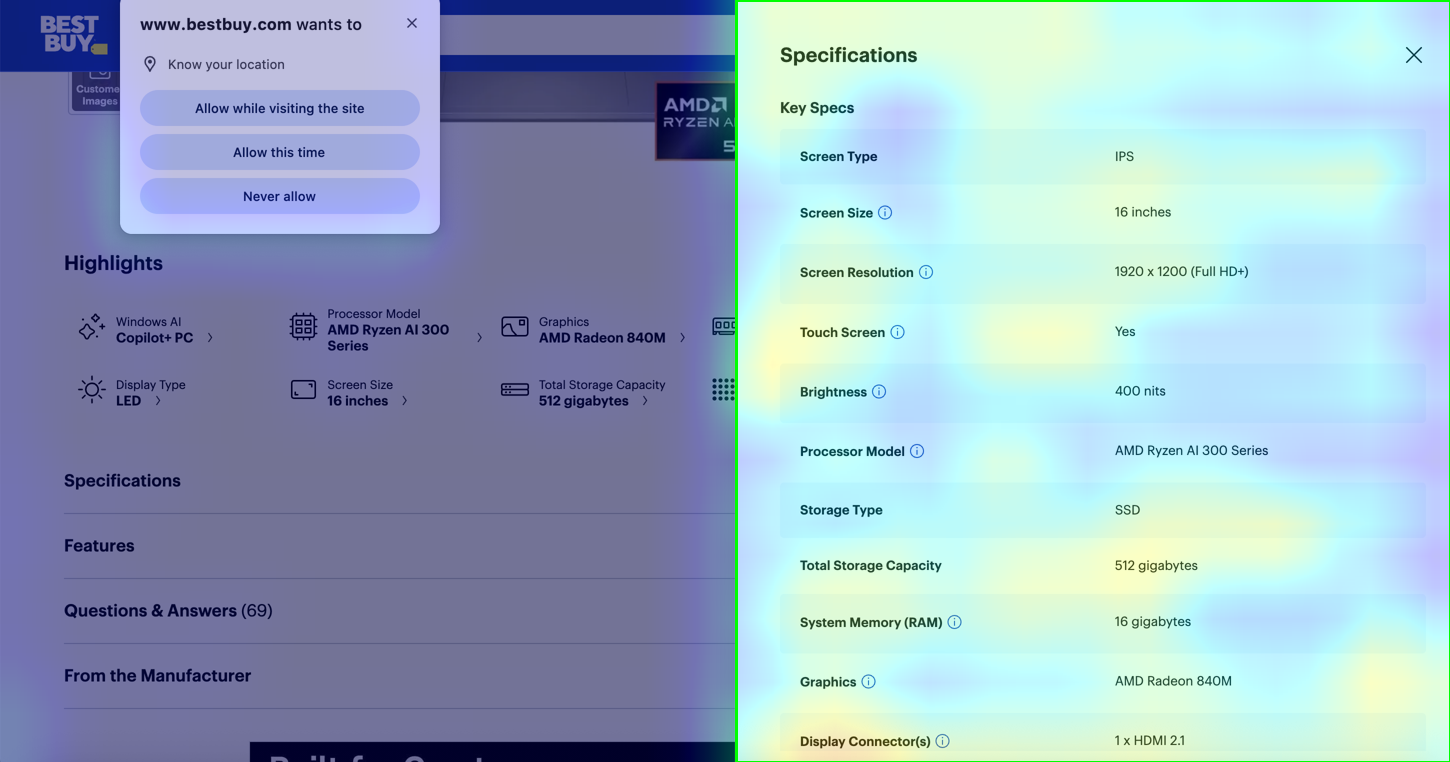 BEST
BUY
www.bestbuy.com wants to
Know your location
Allow while visiting the site
Allow this time
Never allow
Custome
Images
AMD
RYZEN AI
5
Highlights
Windows AI
Copilot+ PC
Processor Model
AMD Ryzen AI 300
Series
Graphics
AMD Radeon 840M
Display Type
LED
Screen Size
16 inches
Total Storage Capacity
512 gigabytes
Specifications
Features
Questions & Answers (69)
From the Manufacturer
Specifications
Key Specs
Screen Type IPS
Screen Size 16 inches
Screen Resolution 1920 x 1200 (Full HD+)
Touch Screen Yes
Brightness 400 nits
Processor Model AMD Ryzen AI 300 Series
Storage Type SSD
Total Storage Capacity 512 gigabytes
System Memory (RAM) 16 gigabytes
Graphics AMD Radeon 840M
Display Connector(s) 1 x HDMI 2.1